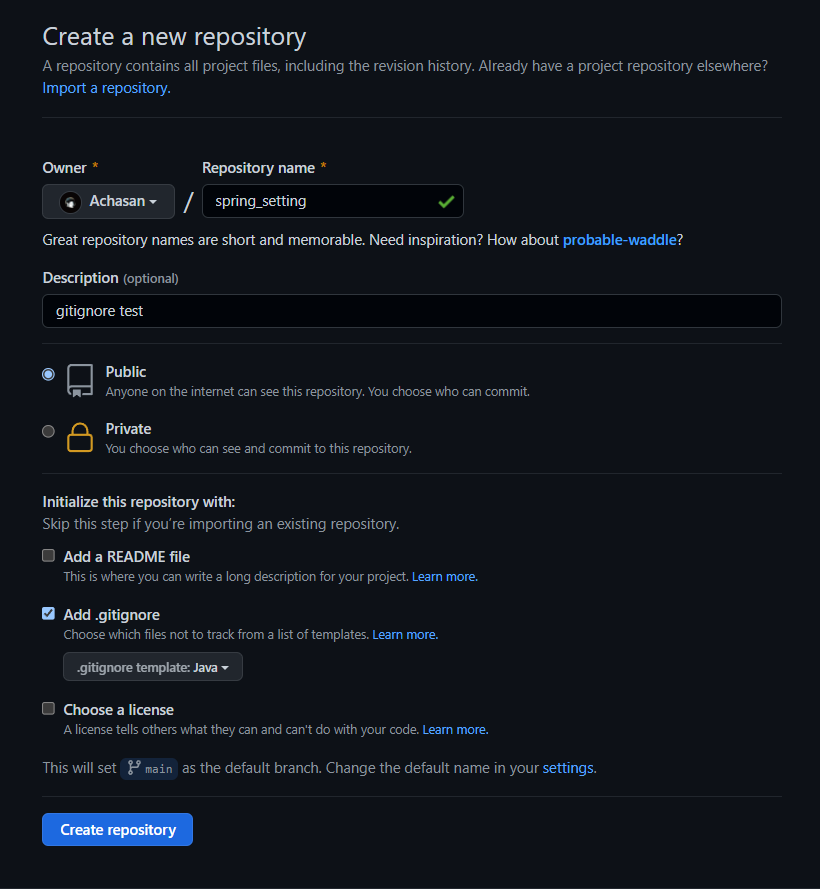 Create a new repository
A repository contains all project files, including the revision history. Already have a project repository elsewhere?
Import a repository.
Owner * Repository name *
Achasan / spring_setting
Great repository names are short and memorable. Need inspiration? How about probable-waddle?
Description (optional)
gitignore test
Public
Anyone on the internet can see this repository. You choose who can commit.
Private
You choose who can see and commit to this repository.
Initialize this repository with:
Skip this step if you’re importing an existing repository.
Add a README file
This is where you can write a long description for your project. Learn more.
Add .gitignore
Choose which files not to track from a list of templates. Learn more.
.gitignore template: Java
Choose a license
A license tells others what they can and can't do with your code. Learn more.
This will set main as the default branch. Change the default name in your settings.
Create repository